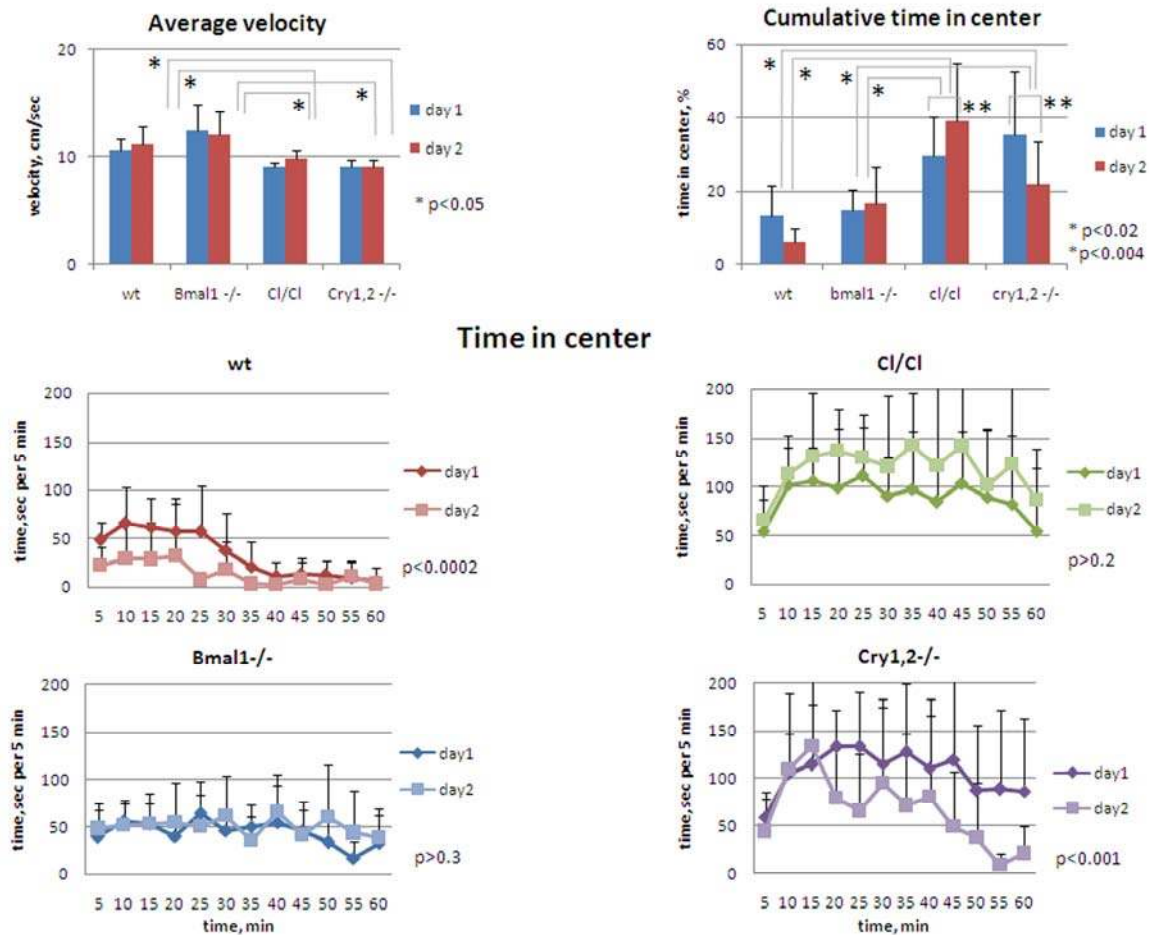 Average velocity
20
10
0
velocity, cm/sec
wt
Bmal1 -/-
Cl/Cl
Cry1,2 -/-
*
*
*
*
day 1
day 2
* p<0.05
Cumulative time in center
60
40
20
0
time in center, %
wt
bmal1 -/-
cl/cl
cry1,2 -/-
*
*
*
*
**
**
day 1
day 2
* p<0.02
*p<0.004
Time in center
wt
200
150
100
50
0
time,sec per 5 min
5 10 15 20 25 30 35 40 45 50 55 60
day1
day2
p<0.0002
Cl/Cl
200
150
100
50
0
time,sec per 5 min
5 10 15 20 25 30 35 40 45 50 55 60
day1
day2
p>0.2
Bmal1-/-
200
150
100
50
0
time,sec per 5 min
5 10 15 20 25 30 35 40 45 50 55 60
time, min
day1
day2
p>0.3
Cry1,2-/-
200
150
100
50
0
time,sec per 5 min
5 10 15 20 25 30 35 40 45 50 55 60
time, min
day1
day2
p<0.001